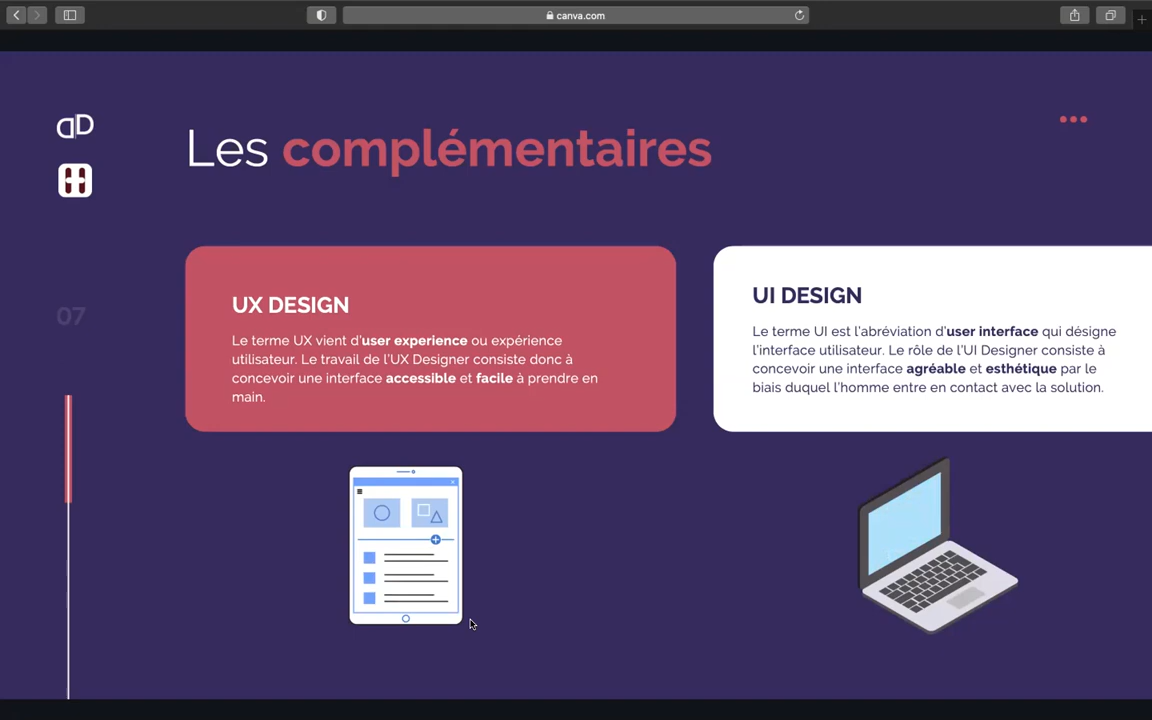 canva.com
Les complémentaires
07
UX DESIGN
Le terme UX vient d'user experience ou expérience
utilisateur. Le travail de l'UX Designer consiste donc à
concevoir une interface accessible et facile à prendre en
main.
UI DESIGN
Le terme UI est l'abréviation d'user interface qui désigne
l'interface utilisateur. Le rôle de l'UI Designer consiste à
concevoir une interface agréable et esthétique par le
biais duquel l'homme entre en contact avec la solution.